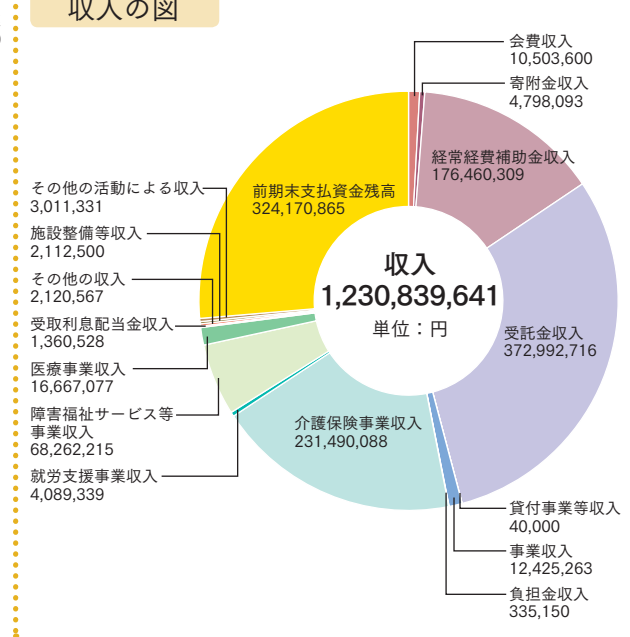 収入の図
会費収入
10,503,600
寄附金収入
4,798,093
経常経費補助金収入
176,460,309
受託金収入
372,992,716
貸付事業等収入
40,000
事業収入
12,425,263
負担金収入
335,150
介護保険事業収入
231,490,088
就労支援事業収入
4,089,339
障害福祉サービス等
事業収入
68,262,215
医療事業収入
16,667,077
受取利息配当金収入
1,360,528
その他の収入
2,120,567
施設整備等収入
2,112,500
その他の活動による収入
3,011,331
前期末支払資金残高
324,170,865
収入
1,230,839,641
単位：円